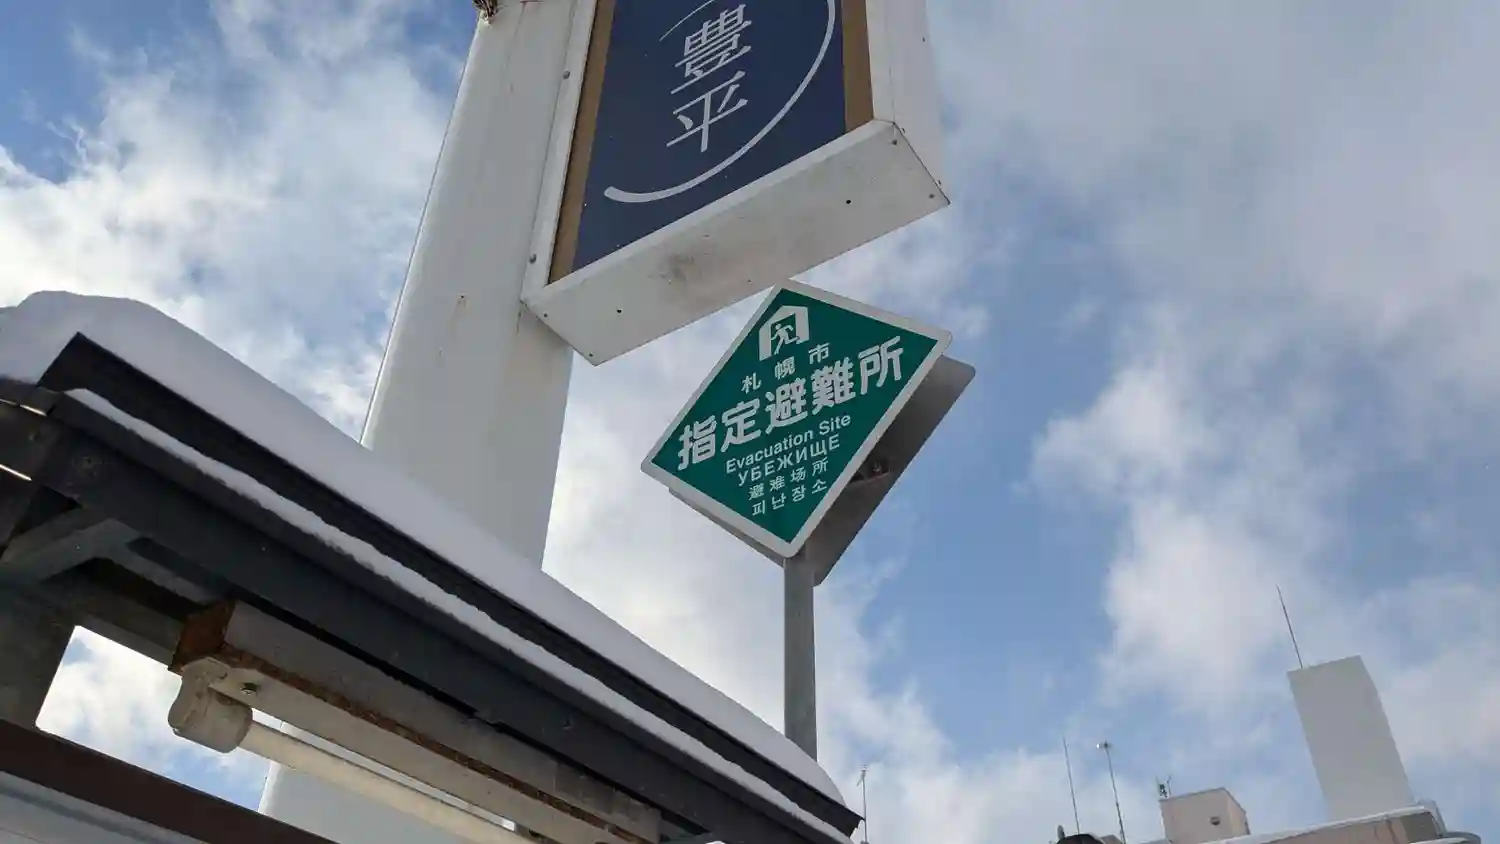 豊
平
札幌市
指定避難所
Evacuation Site
УБЕЖИЩЕ
避难场所
피난장소